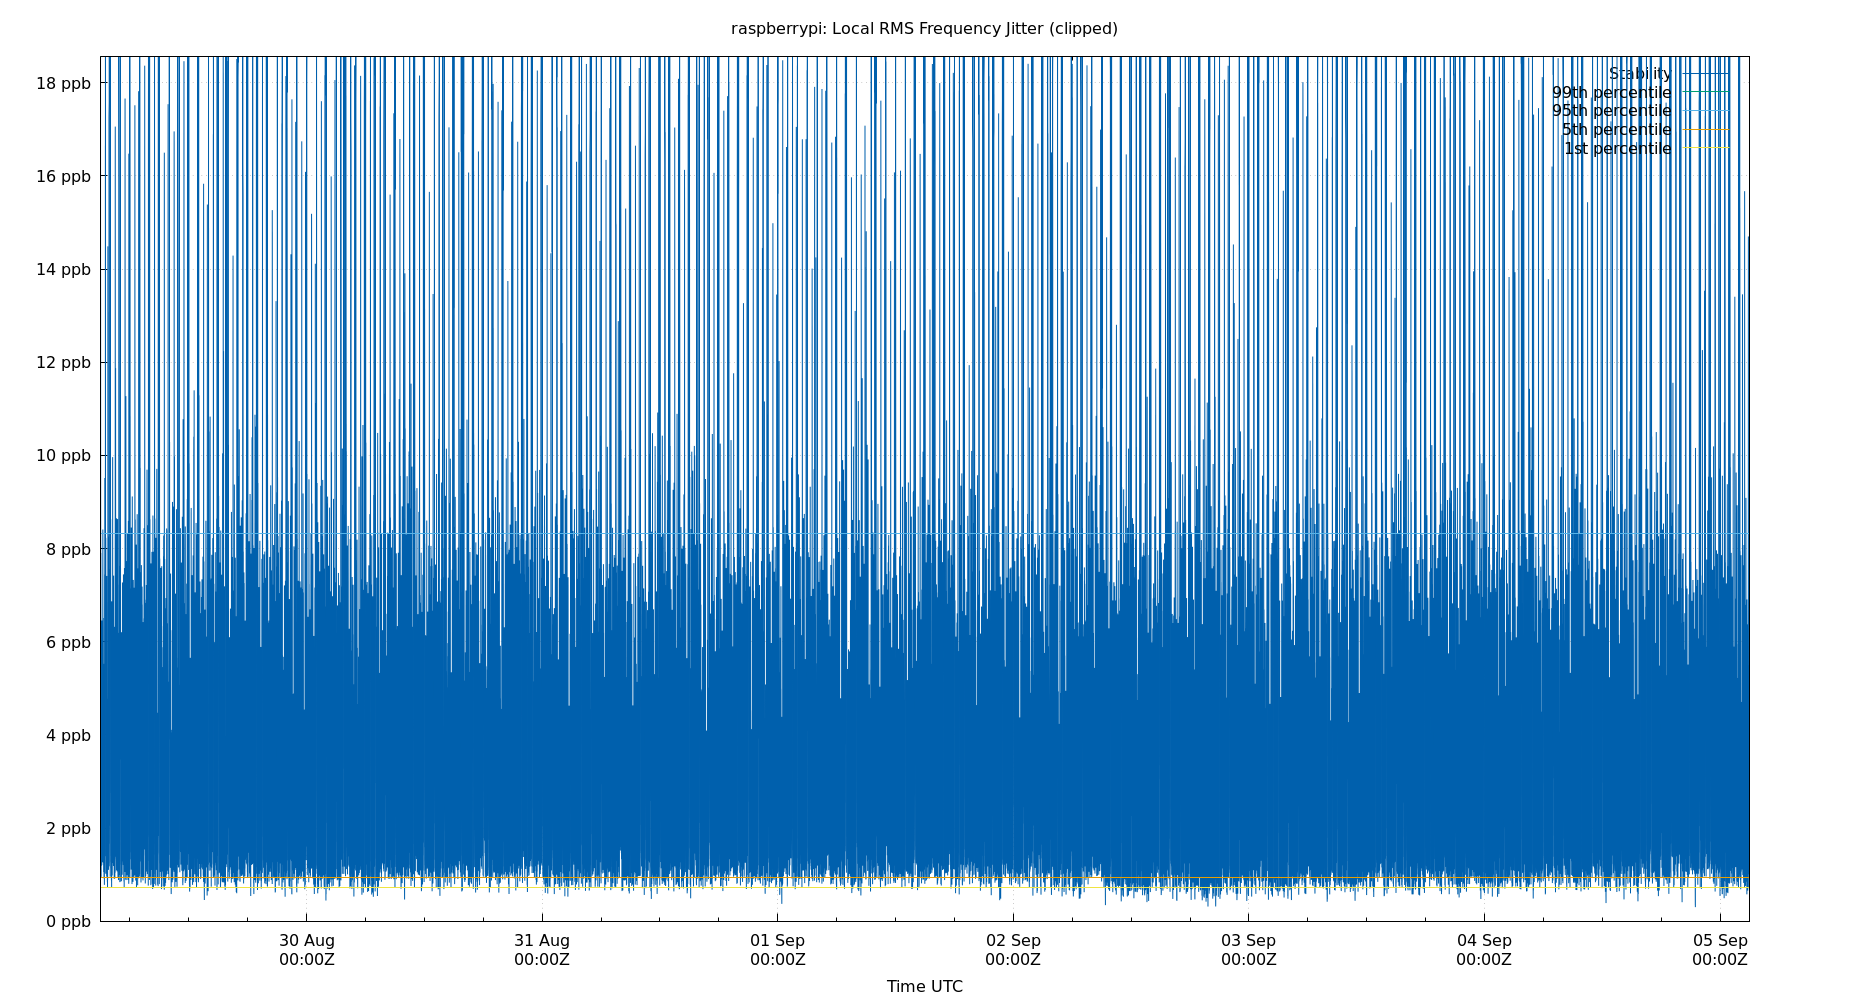 raspberrypi: Local RMS Frequency Jitter (clipped)
18 ppb
16 ppb
14 ppb
12 ppb
10 ppb
8 ppb
6 ppb
4 ppb
2 ppb
0 ppb
Stability
99th percentile
95th percentile
5th percentile
1st percentile
30 Aug
00:00Z
31 Aug
00:00Z
01 Sep
00:00Z
02 Sep
00:00Z
03 Sep
00:00Z
04 Sep
00:00Z
05 Sep
00:00Z
Time UTC